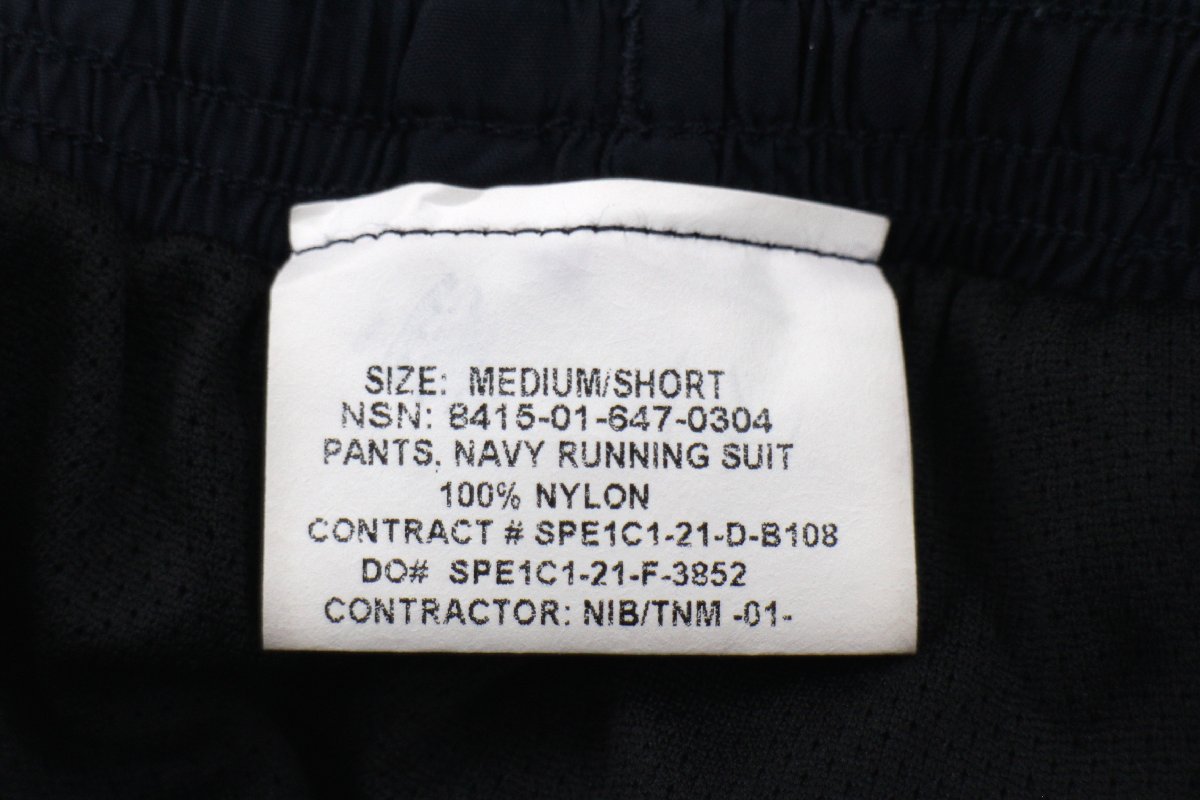 SIZE: MEDIUM/SHORT
NSN: 8415-01-647-0304
PANTS, NAVY RUNNING SUIT
100% NYLON
CONTRACT # SPE1C1-21-D-B108
DO# SPE1C1-21-F-3852
CONTRACTOR: NIB/TNM -01-